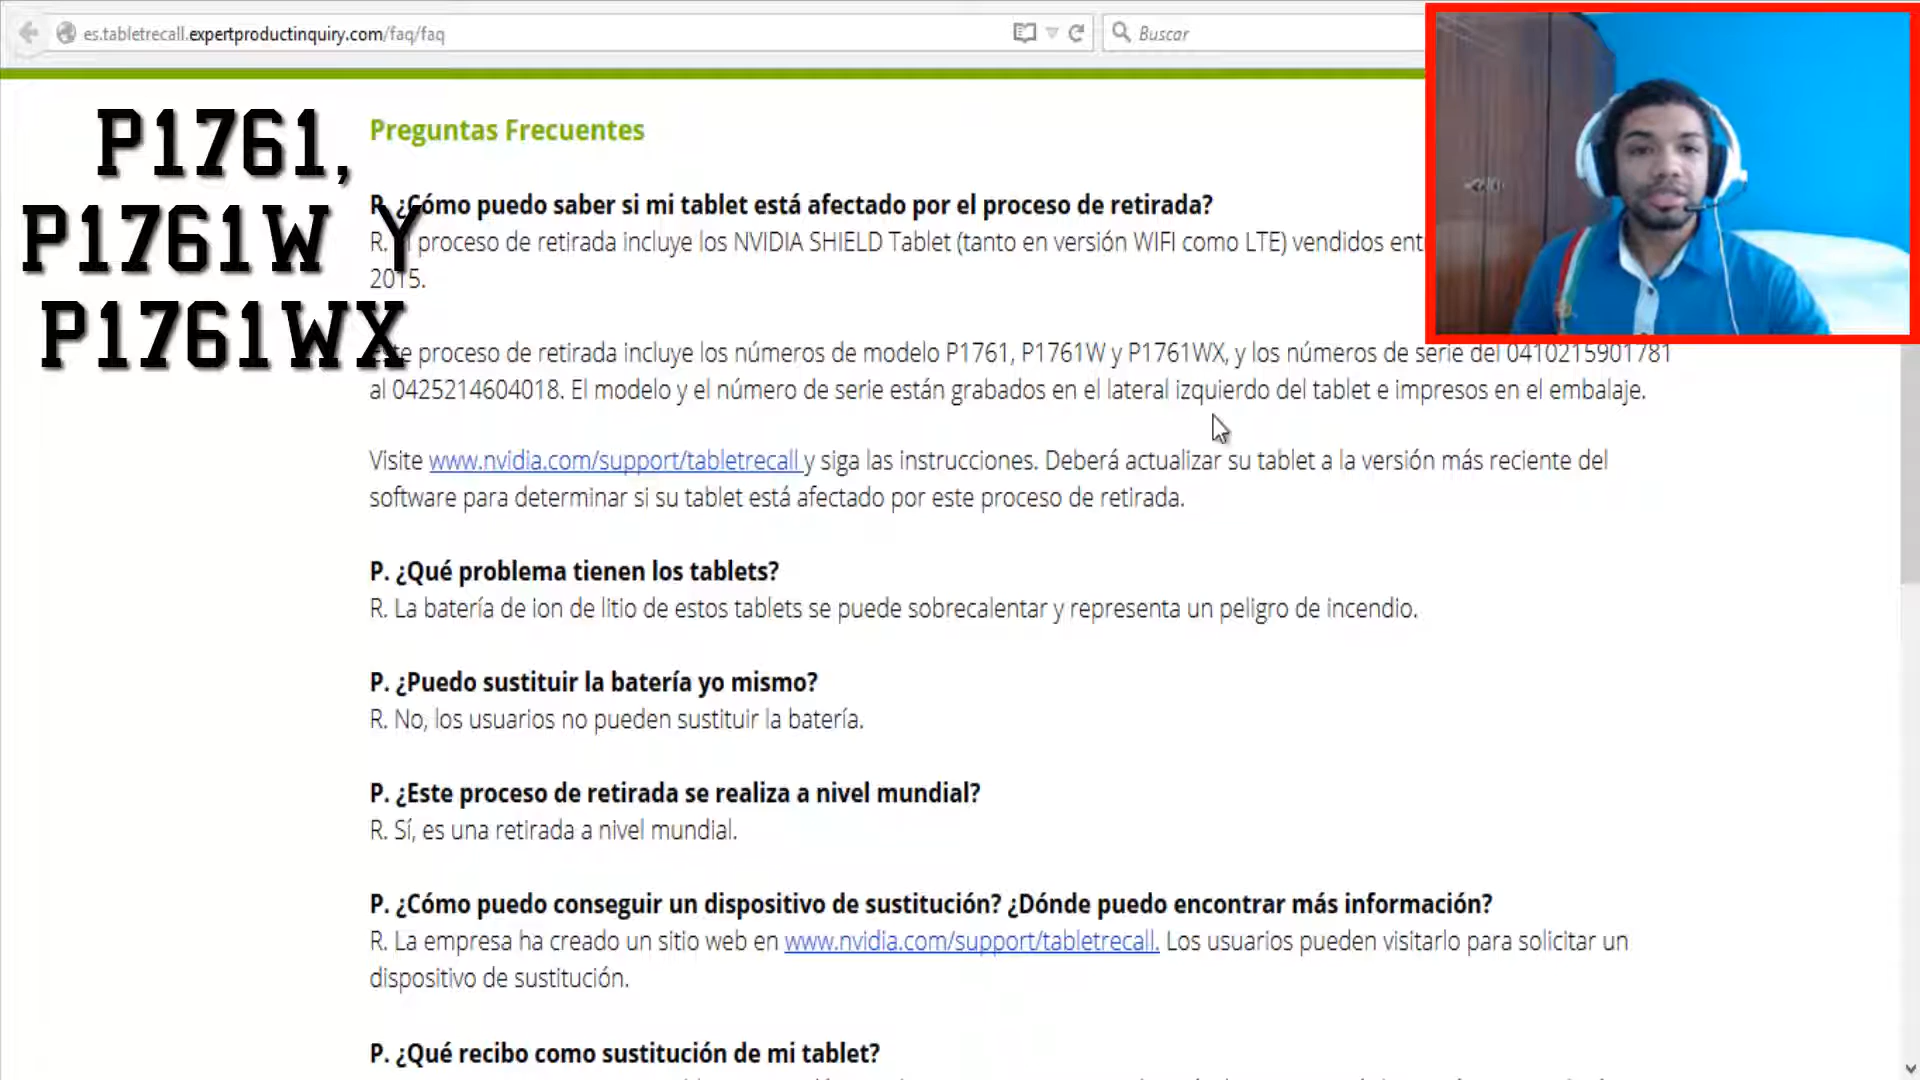 es.tabletrecall.expertproductinquiry.com/faq/faq
Buscar
P1761,
P1761W Y
P1761WX
Preguntas Frecuentes
¿Cómo puedo saber si mi tablet está afectado por el proceso de retirada?
R. proceso de retirada incluye los NVIDIA SHIELD Tablet (tanto en versión WIFI como LTE) vendidos
2015.
proceso de retirada incluye los números de modelo P1761, P1761W y P1761WX, y los números de serie del 0410215901781
al 0425214604018. El modelo y el número de serie están grabados en el lateral izquierdo del tablet e impresos en el embalaje.
Visite www.nvidia.com/support/tabletrecall y siga las instrucciones. Deberá actualizar su tablet a la versión más reciente del
software para determinar si su tablet está afectado por este proceso de retirada.
P. ¿Qué problema tienen los tablets?
R. La batería de ion de litio de estos tablets se puede sobrecalentar y representa un peligro de incendio.
P. ¿Puedo sustituir la batería yo mismo?
R. No, los usuarios no pueden sustituir la batería.
P. ¿Este proceso de retirada se realiza a nivel mundial?
R. Sí, es una retirada a nivel mundial.
P. ¿Cómo puedo conseguir un dispositivo de sustitución? ¿Dónde puedo encontrar más información?
R. La empresa ha creado un sitio web en www.nvidia.com/support/tabletrecall. Los usuarios pueden visitarlo para solicitar un
dispositivo de sustitución.
P. ¿Qué recibo como sustitución de mi tablet?